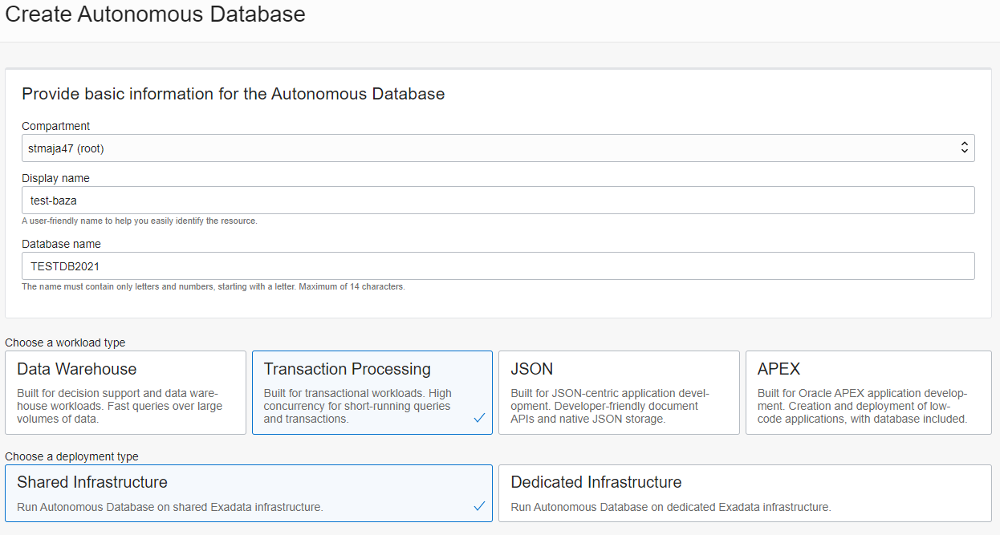 Create Autonomous Database
Provide basic information for the Autonomous Database
Compartment
stmaja47 (root)
Display name
test-baza
A user-friendly name to help you easily identify the resource.
Database name
TESTDB2021
The name must contain only letters and numbers, starting with a letter. Maximum of 14 characters.
Choose a workload type
Data Warehouse
Built for decision support and data ware-
house workloads. Fast queries over large
volumes of data.
Transaction Processing
Built for transactional workloads. High
concurrency for short-running queries
and transactions.
JSON
Built for JSON-centric application devel-
opment. Developer-friendly document
APIs and native JSON storage.
APEX
Built for Oracle APEX application develop-
ment. Creation and deployment of low-
code applications, with database included.
Choose a deployment type
Shared Infrastructure
Run Autonomous Database on shared Exadata infrastructure.
Dedicated Infrastructure
Run Autonomous Database on dedicated Exadata infrastructure.